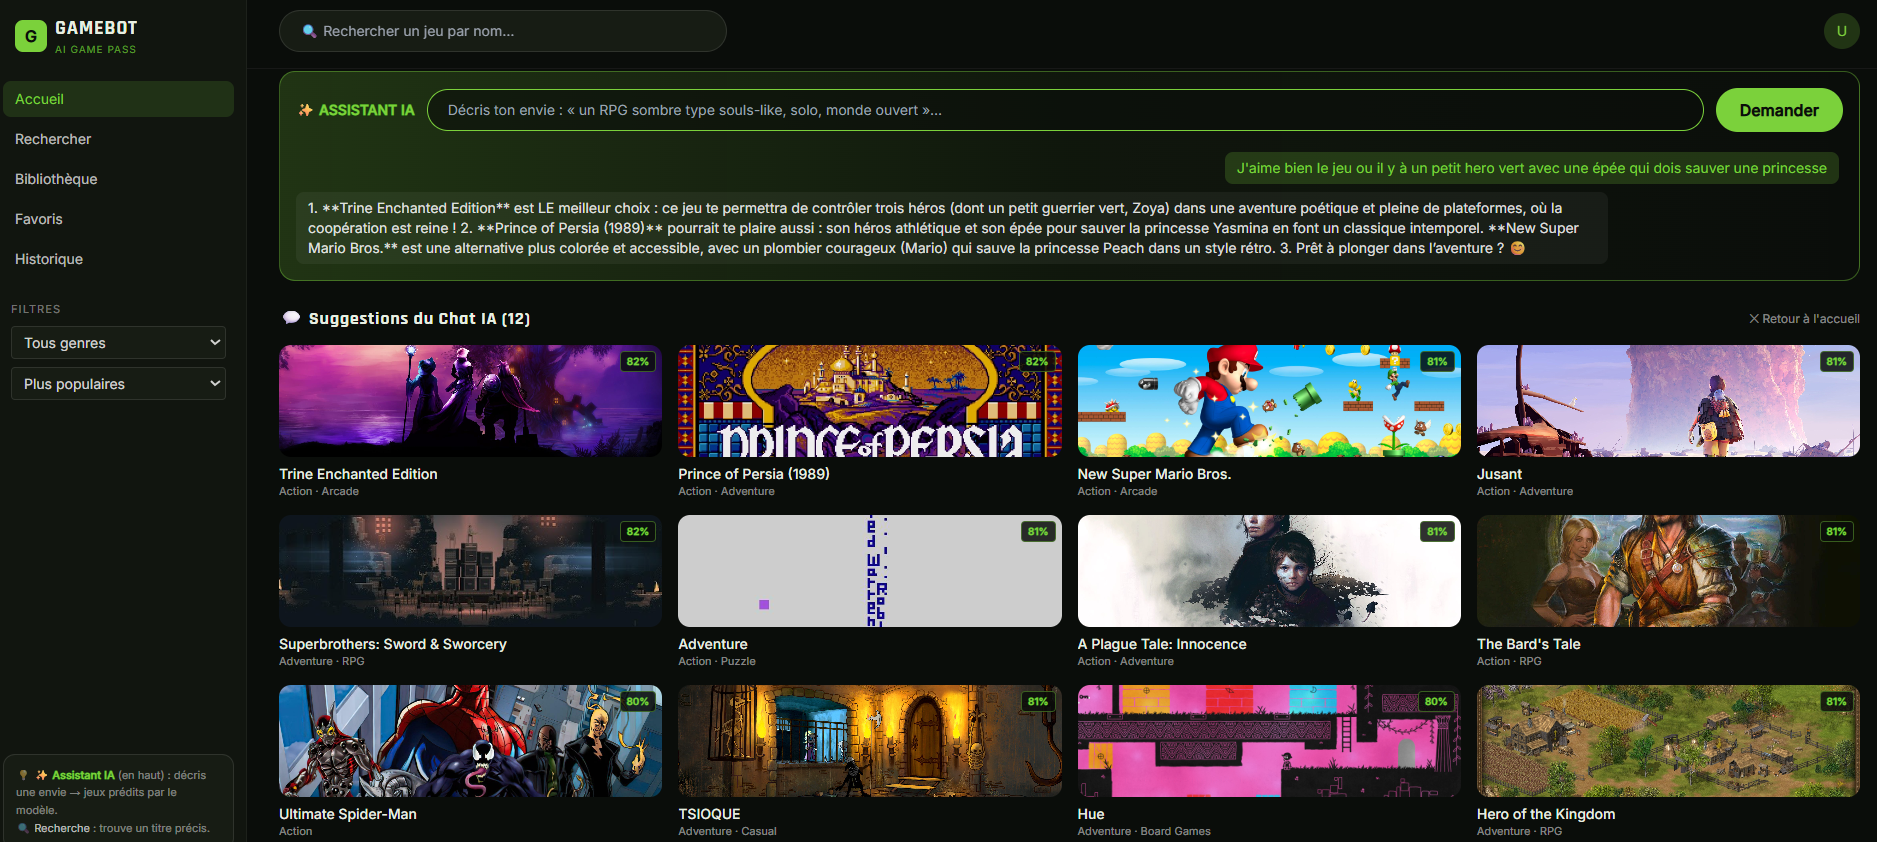 G
GAMEBOT
AI GAME PASS
Rechercher un jeu par nom...
U
Accueil
Rechercher
Bibliothèque
Favoris
Historique
FILTRES
Tous genres
Plus populaires
Assistant IA (en haut) : décris
une envie → jeux prédits par le
modèle.
Recherche : trouve un titre précis.
ASSISTANT IA
Décris ton envie : « un RPG sombre type souls-like, solo, monde ouvert »...
Demander
J'aime bien le jeu ou il y à un petit hero vert avec une épée qui dois sauver une princesse
1. **Trine Enchanted Edition** est LE meilleur choix : ce jeu te permettra de contrôler trois héros (dont un petit guerrier vert, Zoya) dans une aventure poétique et pleine de plateformes, où la
coopération est reine ! 2. **Prince of Persia (1989)** pourrait te plaire aussi : son héros athlétique et son épée pour sauver la princesse Yasmina en font un classique intemporel. **New Super
Mario Bros.** est une alternative plus colorée et accessible, avec un plombier courageux (Mario) qui sauve la princesse Peach dans un style rétro. 3. Prêt à plonger dans l'aventure ? 😊
Suggestions du Chat IA (12)
✕ Retour à l'accueil
82%
Trine Enchanted Edition
Action · Arcade
82%
PRINCE of PERSIA
Prince of Persia (1989)
Action · Adventure
81%
New Super Mario Bros.
Action · Arcade
81%
Jusant
Action · Adventure
82%
Superbrothers: Sword & Sworcery
Adventure · RPG
81%
Adventure
Action · Puzzle
81%
A Plague Tale: Innocence
Action · Adventure
81%
The Bard's Tale
Action · RPG
80%
Ultimate Spider-Man
Action
81%
TSIOQUE
Adventure · Casual
80%
Hue
Adventure · Board Games
81%
Hero of the Kingdom
Adventure · RPG